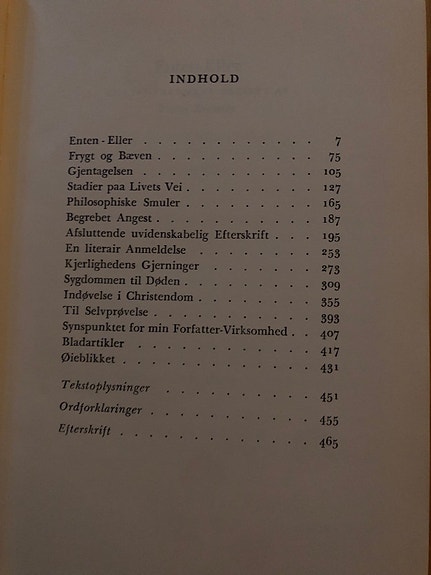 INDHOLD
Enten-Eller . . . . . . . . . . . . 7
Frygt og Bæven . . . . . . . . . . . 75
Gjentagelsen . . . . . . . . . . . . 105
Stadier paa Livets Vei . . . . . . . . . 127
Philosophiske Smuler . . . . . . . . . 165
Begrebet Angest . . . . . . . . . . . 187
Afsluttende uvidenskabelig Efterskrift . . . 195
En literair Anmeldelse . . . . . . . . 253
Kjerlighedens Gjerninger . . . . . . . . 273
Sygdommen til Døden . . . . . . . . . 309
Indøvelse i Christendom . . . . . . . . 355
Til Selvprøvelse . . . . . . . . . . . 393
Synspunktet for min Forfatter-Virksomhed . . 407
Bladartikler . . . . . . . . . . . . 417
Øieblikket . . . . . . . . . . . . 431
Tekstoplysninger . . . . . . . . . . 451
Ordforklaringer . . . . . . . . . . . 455
Efterskrift . . . . . . . . . . . . 465